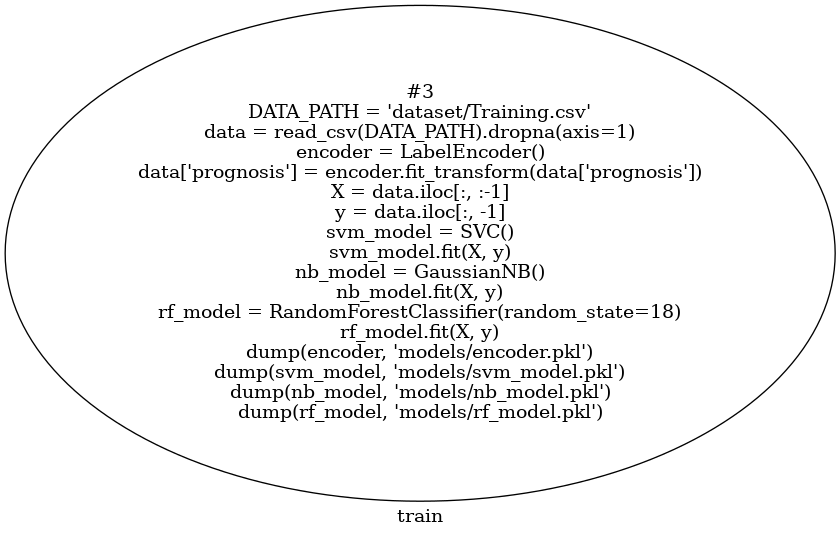 #3
DATA_PATH = 'dataset/Training.csv'
data = read_csv(DATA_PATH).dropna(axis=1)
encoder = LabelEncoder()
data['prognosis'] = encoder.fit_transform(data['prognosis'])
X = data.iloc[:, :-1]
y = data.iloc[:, -1]
svm_model = SVC()
svm_model.fit(X, y)
nb_model = GaussianNB()
nb_model.fit(X, y)
rf_model = RandomForestClassifier(random_state=18)
rf_model.fit(X, y)
dump(encoder, 'models/encoder.pkl')
dump(svm_model, 'models/svm_model.pkl')
dump(nb_model, 'models/nb_model.pkl')
dump(rf_model, 'models/rf_model.pkl')
train